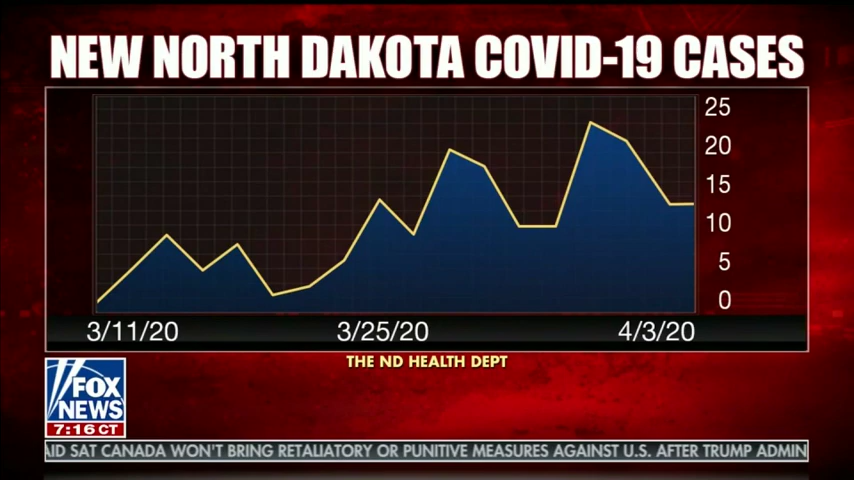 NEW NORTH DAKOTA COVID-19 CASES
25
20
15
10
5
0
3/11/20 3/25/20 4/3/20
THE ND HEALTH DEPT
FOX
NEWS
7:16 CT
AID SAT CANADA WON'T BRING RETALIATORY OR PUNITIVE MEASURES AGAINST U.S. AFTER TRUMP ADMIN